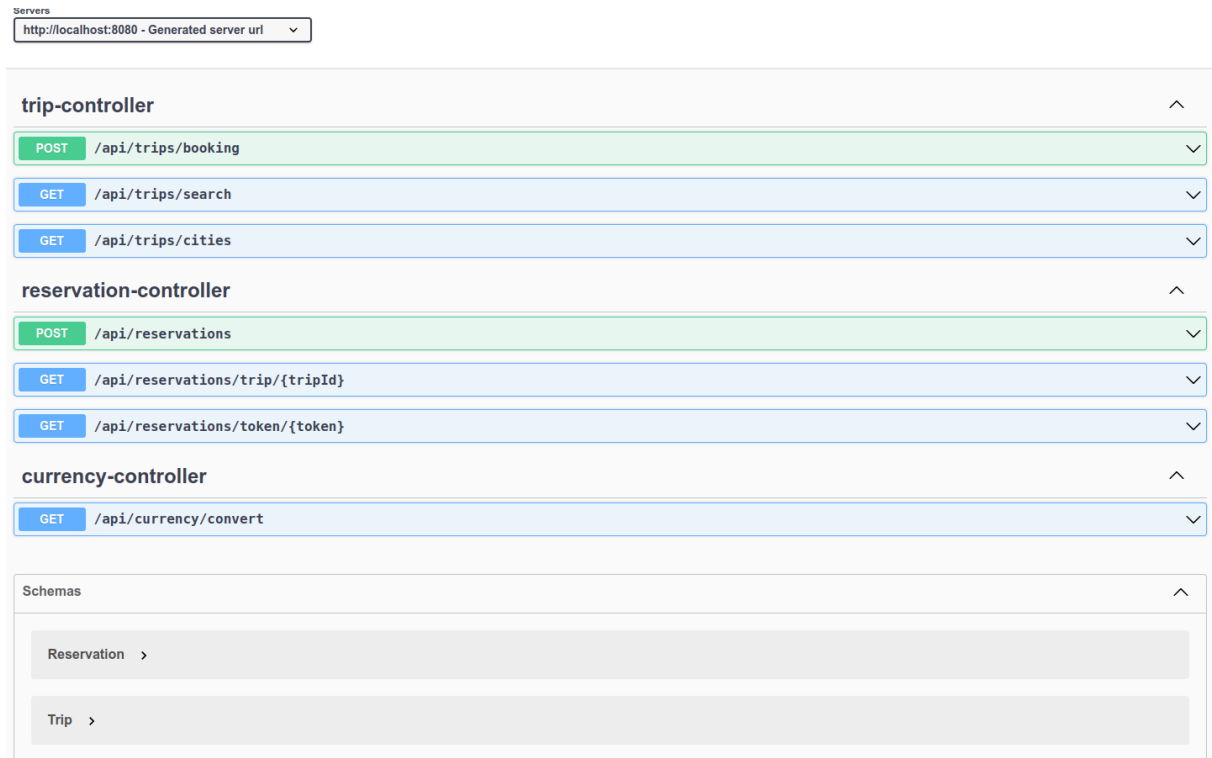 Servers
http://localhost:8080 - Generated server url
trip-controller
POST /api/trips/booking
GET /api/trips/search
GET /api/trips/cities
reservation-controller
POST /api/reservations
GET /api/reservations/trip/{tripId}
GET /api/reservations/token/{token}
currency-controller
GET /api/currency/convert
Schemas
Reservation
Trip